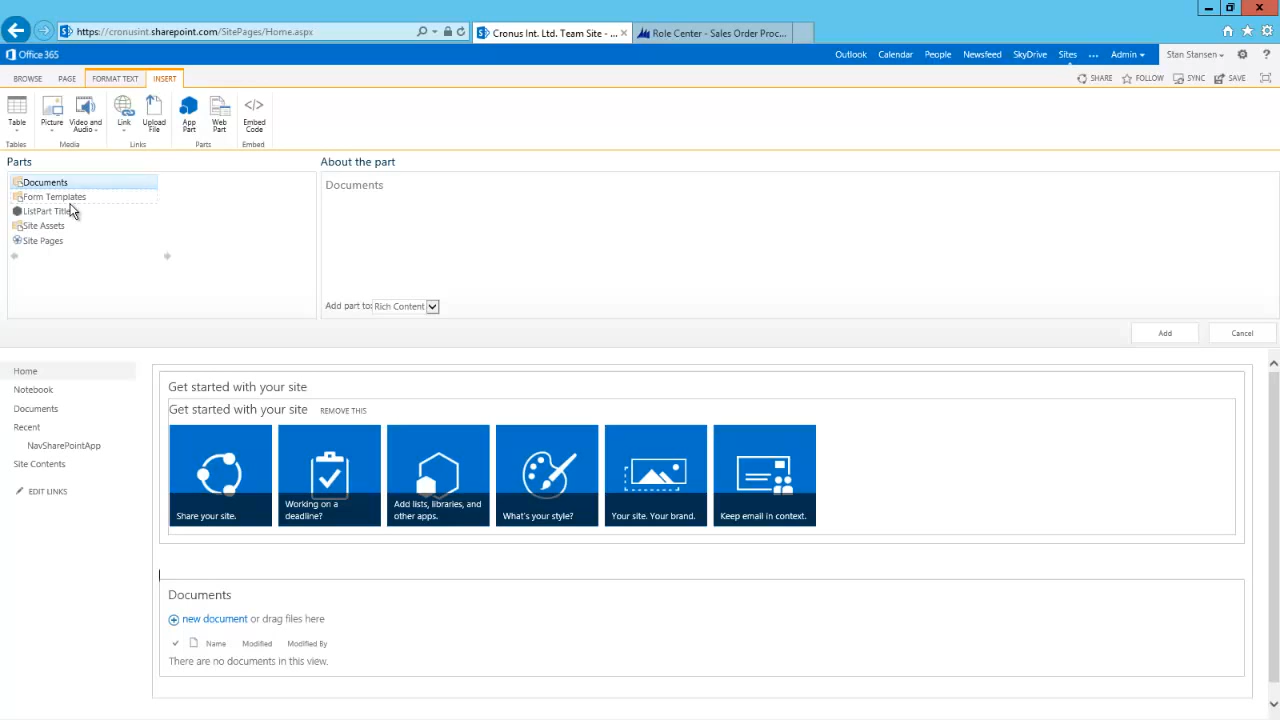 https://cronusint.sharepoint.com/SitePages/Home.aspx
Cronus Int. Ltd. Team Site - ...
Role Center - Sales Order Proc...
Office 365
Outlook Calendar People Newsfeed SkyDrive Sites ... Admin Stan Stansen ?
BROWSE PAGE FORMAT TEXT INSERT
SHARE FOLLOW SYNC SAVE
Table Picture Video and Audio Link Upload File App Part Web Part Embed Code
Tables Media Links Parts Embed
Parts
About the part
Documents
Form Templates
ListPart Title
Site Assets
Site Pages
Documents
Add part to: Rich Content
Add Cancel
Home
Notebook
Documents
Recent
NavSharePointApp
Site Contents
EDIT LINKS
Get started with your site
Get started with your site REMOVE THIS
Share your site.
Working on a
deadline?
Add lists, libraries, and
other apps.
What's your style?
Your site. Your brand.
Keep email in context.
Documents
new document or drag files here
Name Modified Modified By
There are no documents in this view.